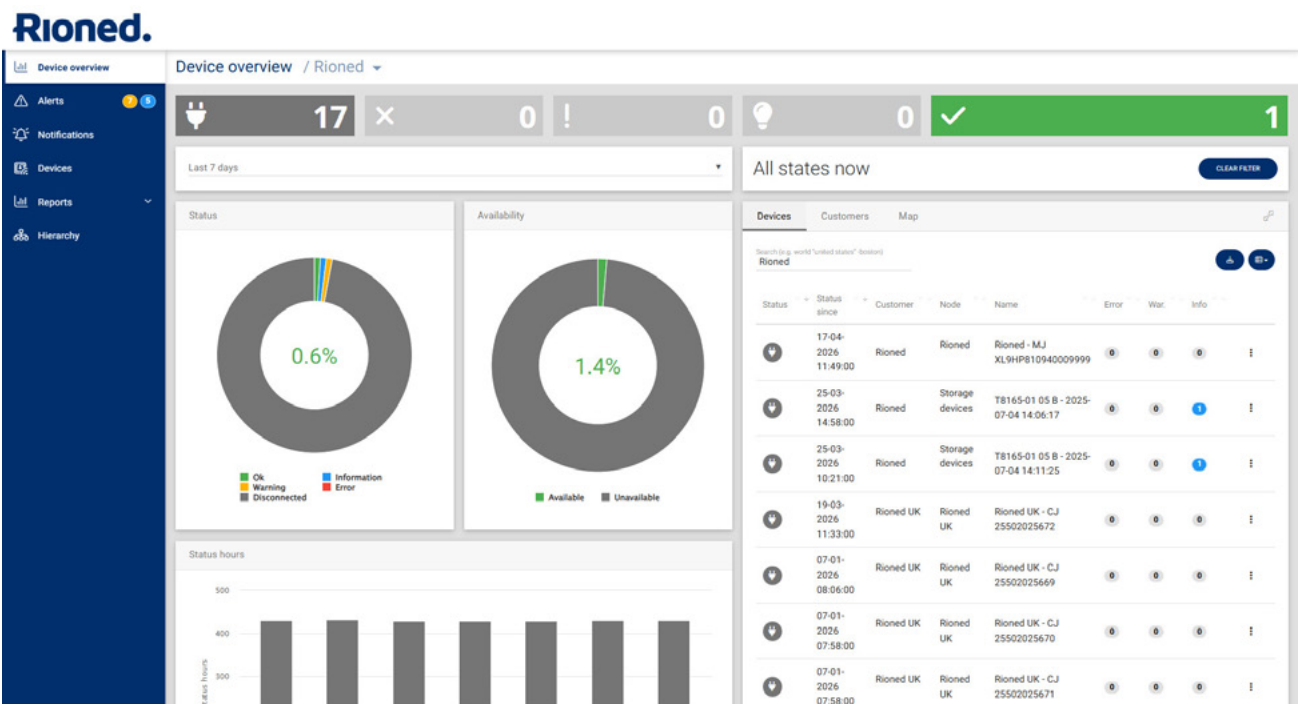 Rioned.
Device overview
Alerts 7 5
Notifications
Devices
Reports
Hierarchy
Device overview / Rioned
17
0
0
0
1
Last 7 days
All states now
CLEAR FILTER
Status
0.6%
Ok
Information
Warning
Error
Disconnected
Availability
1.4%
Available
Unavailable
Status hours
500
400
300
status hours
Devices Customers Map
Search (e.g. world "united states" -boston)
Rioned
Status Status since Customer Node Name Error War. Info
17-04-2026 11:49:00 Rioned Rioned Rioned - MJ XL9HP810940009999 0 0 0
25-03-2026 14:58:00 Rioned Storage devices T8165-01 05 B - 2025-07-04 14:06:17 0 0 1
25-03-2026 10:21:00 Rioned Storage devices T8165-01 05 B - 2025-07-04 14:11:25 0 0 1
19-03-2026 11:33:00 Rioned UK Rioned UK Rioned UK - CJ 25502025672 0 0 0
07-01-2026 08:06:00 Rioned UK Rioned UK Rioned UK - CJ 25502025669 0 0 0
07-01-2026 07:58:00 Rioned UK Rioned UK Rioned UK - CJ 25502025670 0 0 0
07-01-2026 07:58:00 Rioned UK Rioned UK Rioned UK - CJ 25502025671 0 0 0